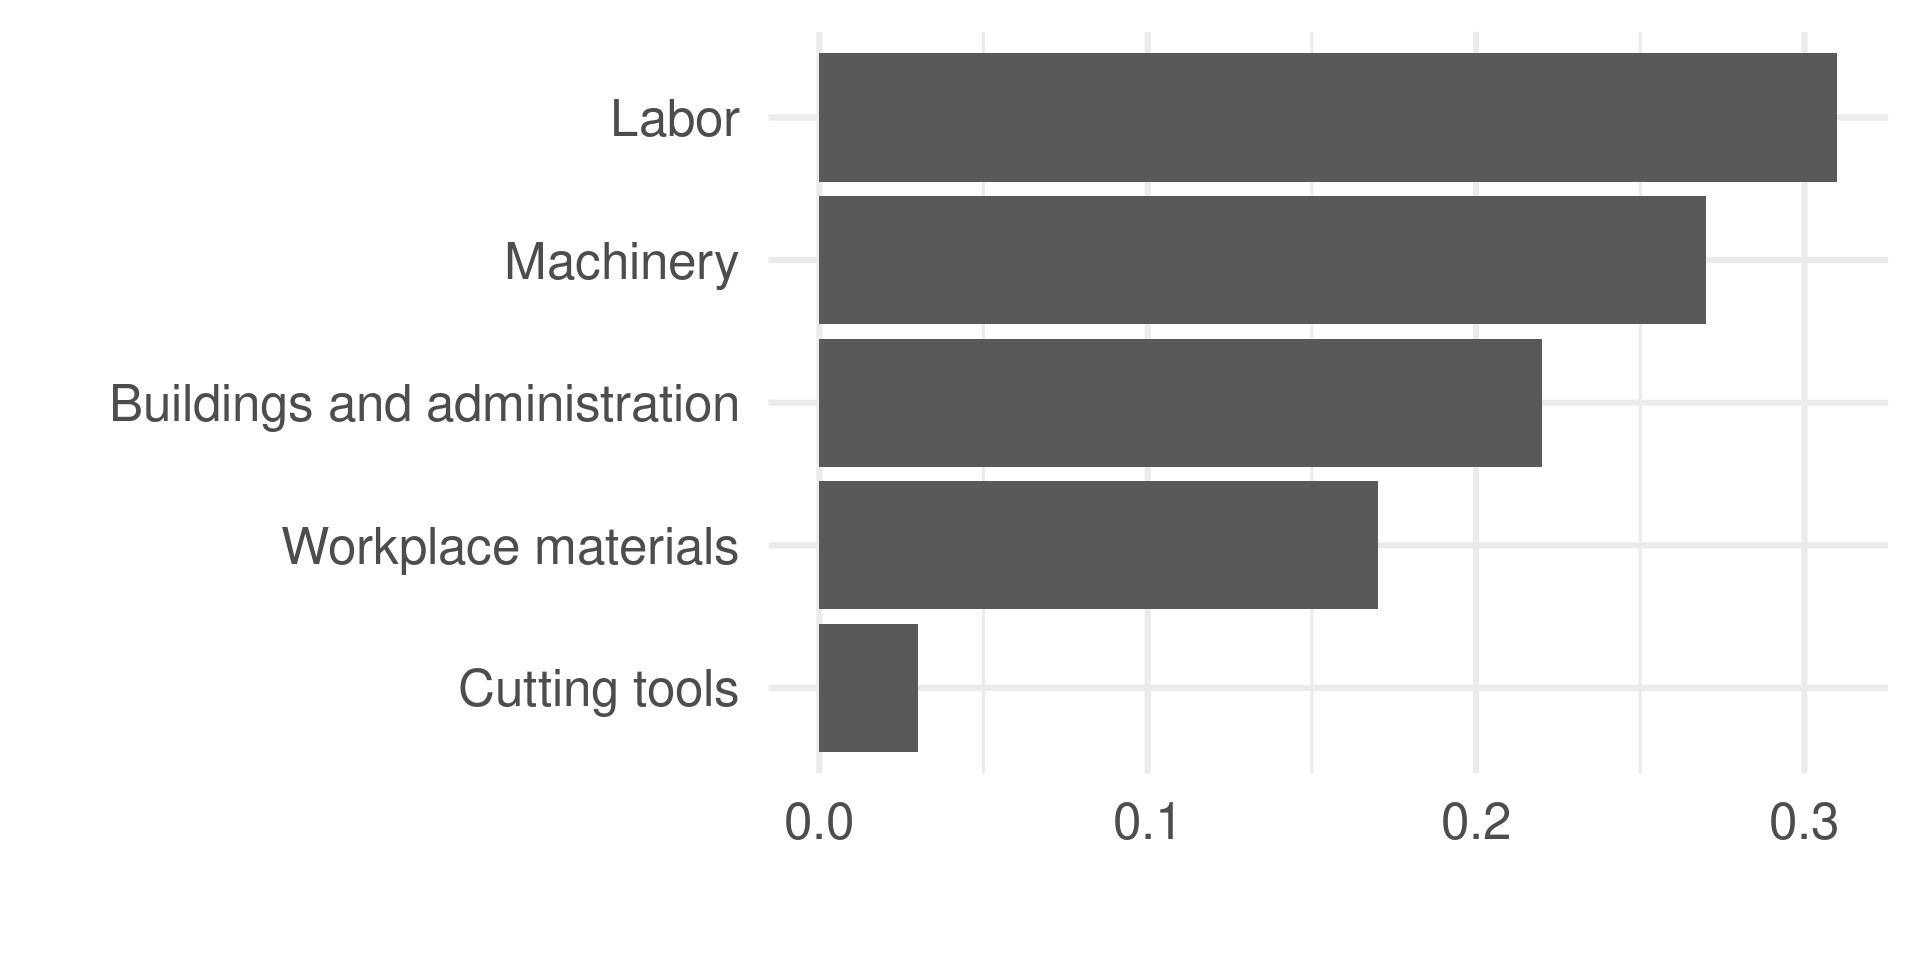 Labor
Machinery
Buildings and administration
Workplace materials
Cutting tools
0.0 0.1 0.2 0.3